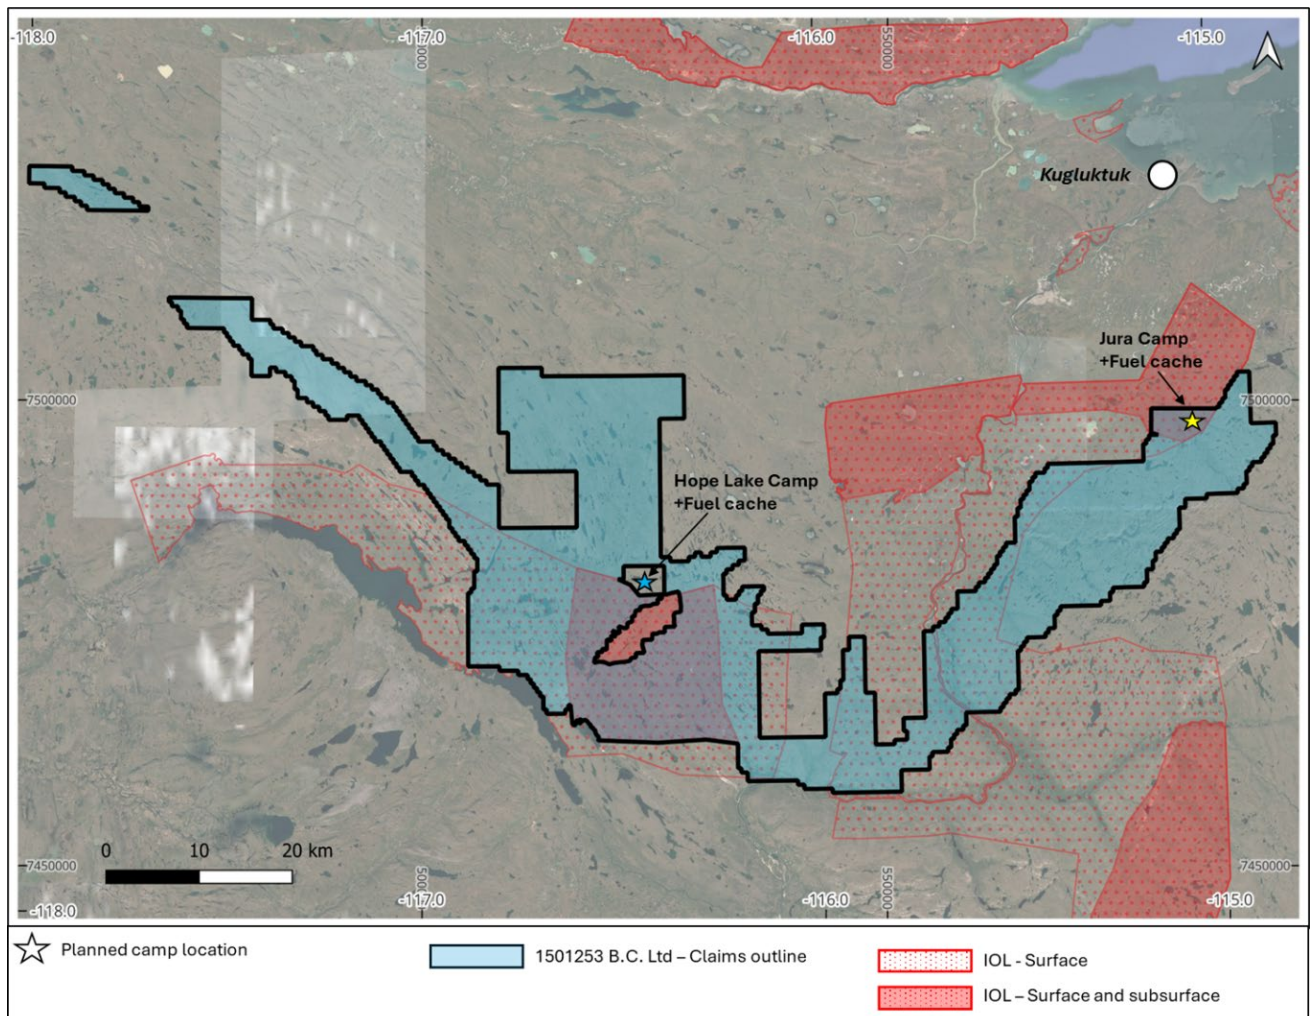 -118.0
-117.0
-116.0
-115.0
550000
Kugluktuk
Jura Camp
+Fuel cache
7500000
7500000
Hope Lake Camp
+Fuel cache
0 10 20 km
7450000
7450000
-118.0
-117.0
-116.0
550000
-115.0
Planned camp location
1501253 B.C. Ltd – Claims outline
IOL - Surface
IOL – Surface and subsurface